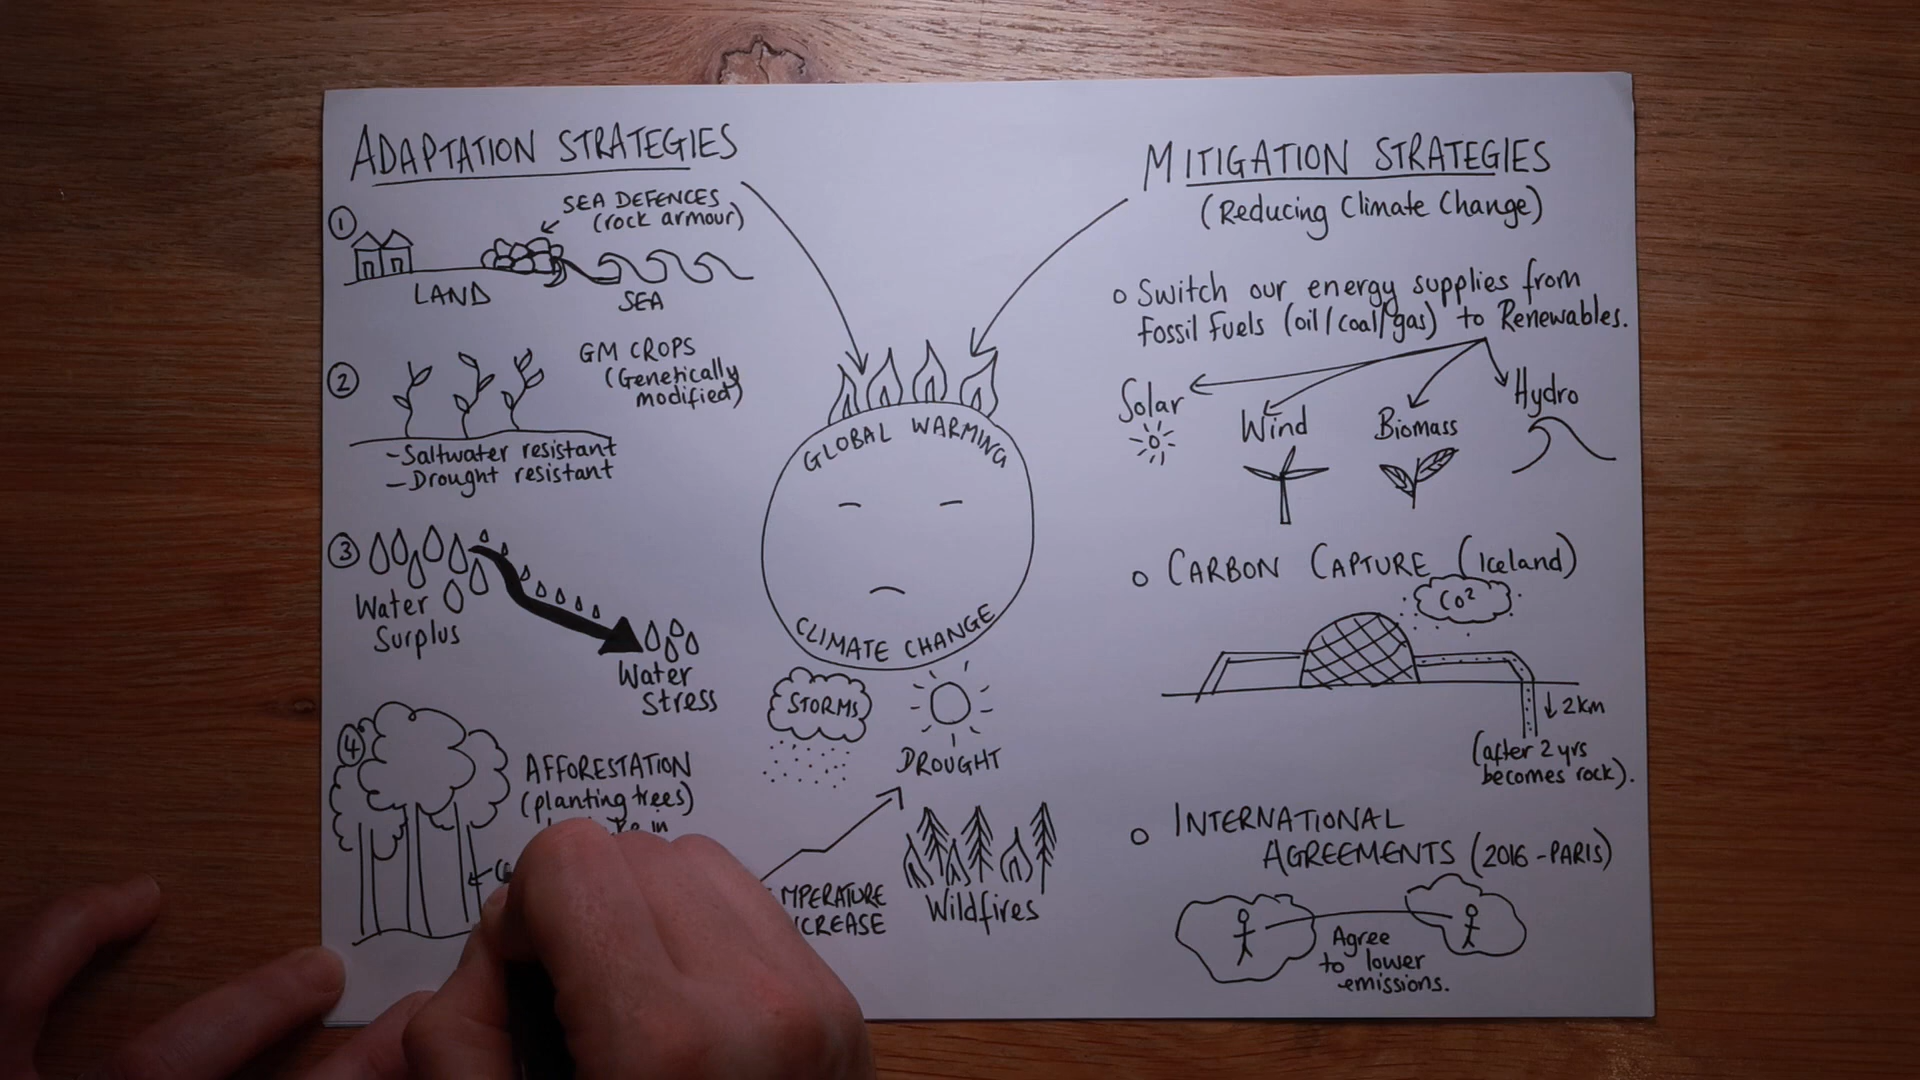 ADAPTATION STRATEGIES
1
SEA DEFENCES
(rock armour)
LAND
SEA
2
GM CROPS
(Genetically
modified)
- Saltwater resistant
- Drought resistant
3
Water
Surplus
Water
Stress
4
AFFORESTATION
(planting trees)
in
GLOBAL WARMING
CLIMATE CHANGE
STORMS
DROUGHT
MPERATURE
CREASE
Wildfires
MITIGATION STRATEGIES
(Reducing Climate Change)
o Switch our energy supplies from
Fossil Fuels (oil/coal/gas) to Renewables.
Solar
Wind
Biomass
Hydro
o CARBON CAPTURE (Iceland)
CO²
2km
(after 2 yrs
becomes rock).
o INTERNATIONAL
AGREEMENTS (2016 - PARIS)
Agree
to lower
emissions.